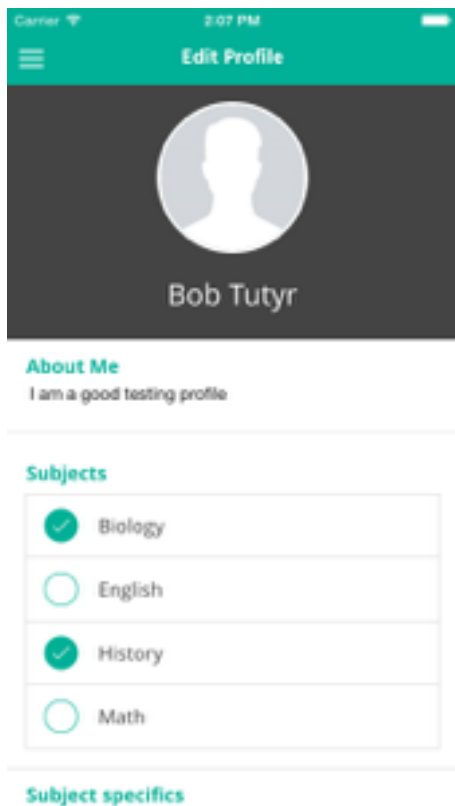 Carrier 2:07 PM
Edit Profile
Bob Tutyr
About Me
I am a good testing profile
Subjects
Biology
English
History
Math
Subject specifics